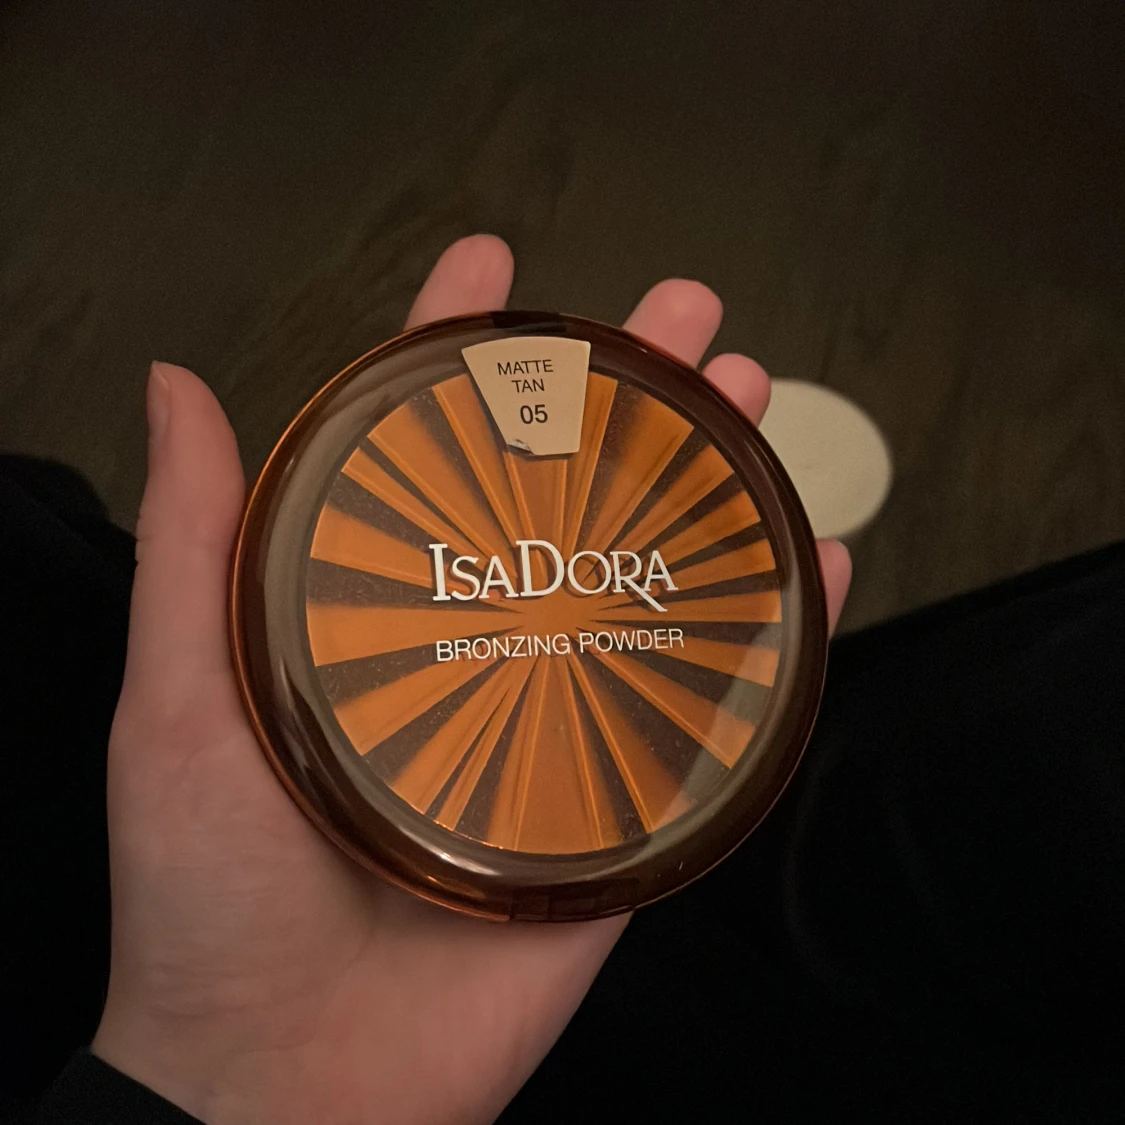 MATTE
TAN
05
ISADORA
BRONZING POWDER